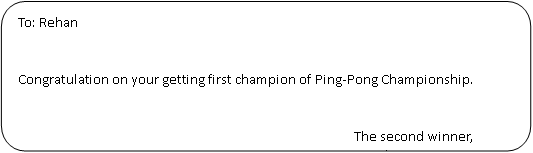 To: Rehan
Congratulation on your getting first champion of Ping-Pong Championship.
The second winner,